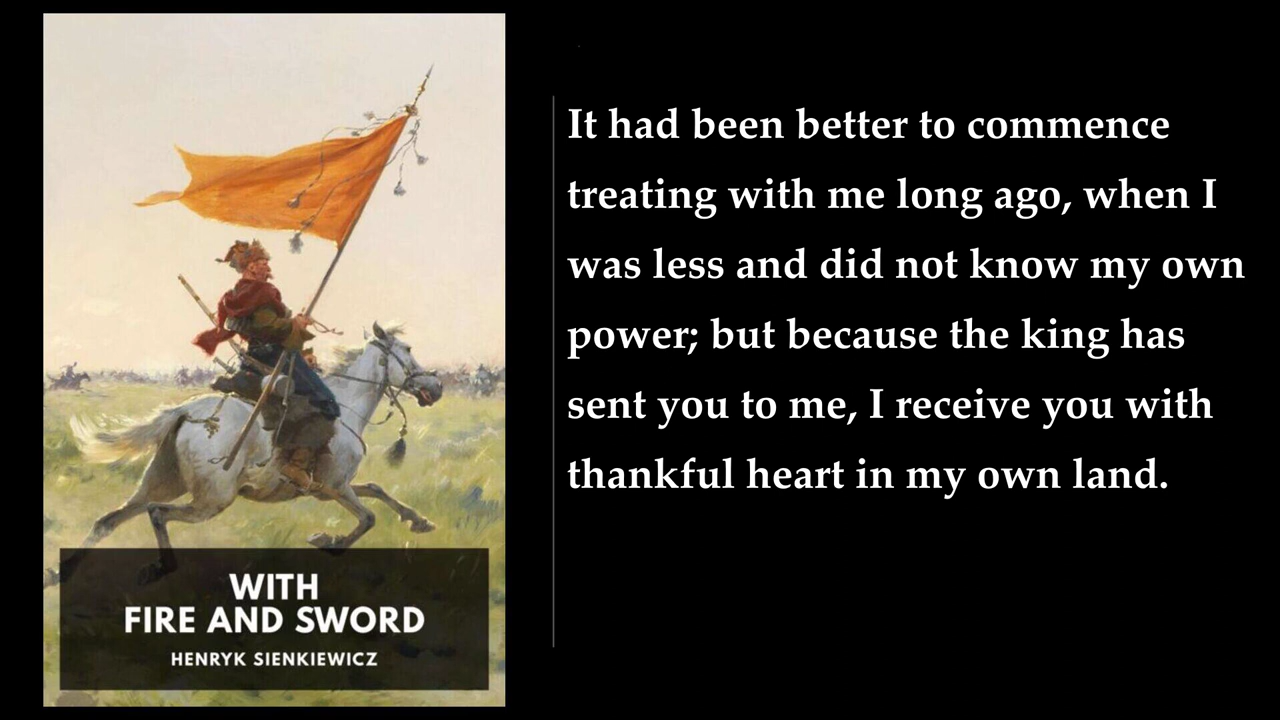 WITH
FIRE AND SWORD
HENRYK SIENKIEWICZ
It had been better to commence
treating with me long ago, when I
was less and did not know my own
power; but because the king has
sent you to me, I receive you with
thankful heart in my own land.